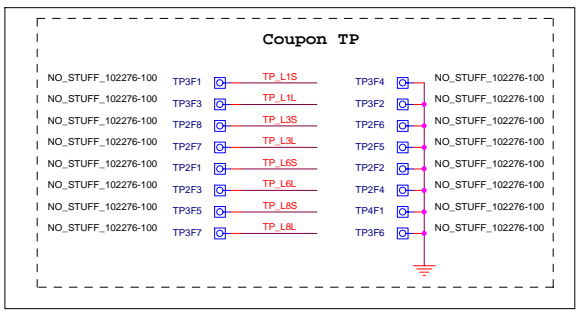 Coupon TP
NO_STUFF_102276-100 TP3F1 TP_L1S TP3F4 NO_STUFF_102276-100
NO_STUFF_102276-100 TP3F3 TP_L1L TP3F2 NO_STUFF_102276-100
NO_STUFF_102276-100 TP2F8 TP_L3S TP2F6 NO_STUFF_102276-100
NO_STUFF_102276-100 TP2F7 TP_L3L TP2F5 NO_STUFF_102276-100
NO_STUFF_102276-100 TP2F1 TP_L6S TP2F2 NO_STUFF_102276-100
NO_STUFF_102276-100 TP2F3 TP_L6L TP2F4 NO_STUFF_102276-100
NO_STUFF_102276-100 TP3F5 TP_L8S TP4F1 NO_STUFF_102276-100
NO_STUFF_102276-100 TP3F7 TP_L8L TP3F6 NO_STUFF_102276-100